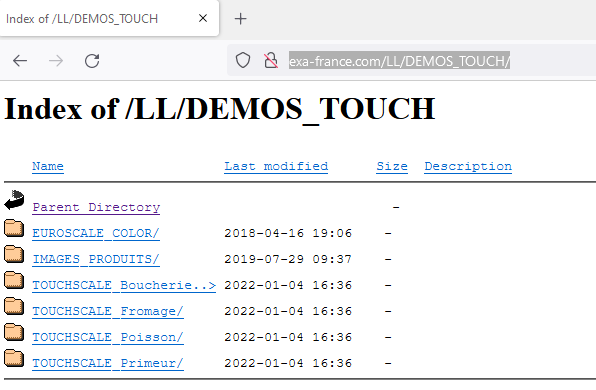 Index of /LL/DEMOS_TOUCH
exa-france.com/LL/DEMOS_TOUCH/
Index of /LL/DEMOS_TOUCH
Name Last modified Size Description
Parent Directory -
EUROSCALE_COLOR/ 2018-04-16 19:06 -
IMAGES_PRODUITS/ 2019-07-29 09:37 -
TOUCHSCALE_Boucherie..> 2022-01-04 16:36 -
TOUCHSCALE_Fromage/ 2022-01-04 16:36 -
TOUCHSCALE_Poisson/ 2022-01-04 16:36 -
TOUCHSCALE_Primeur/ 2022-01-04 16:36 -